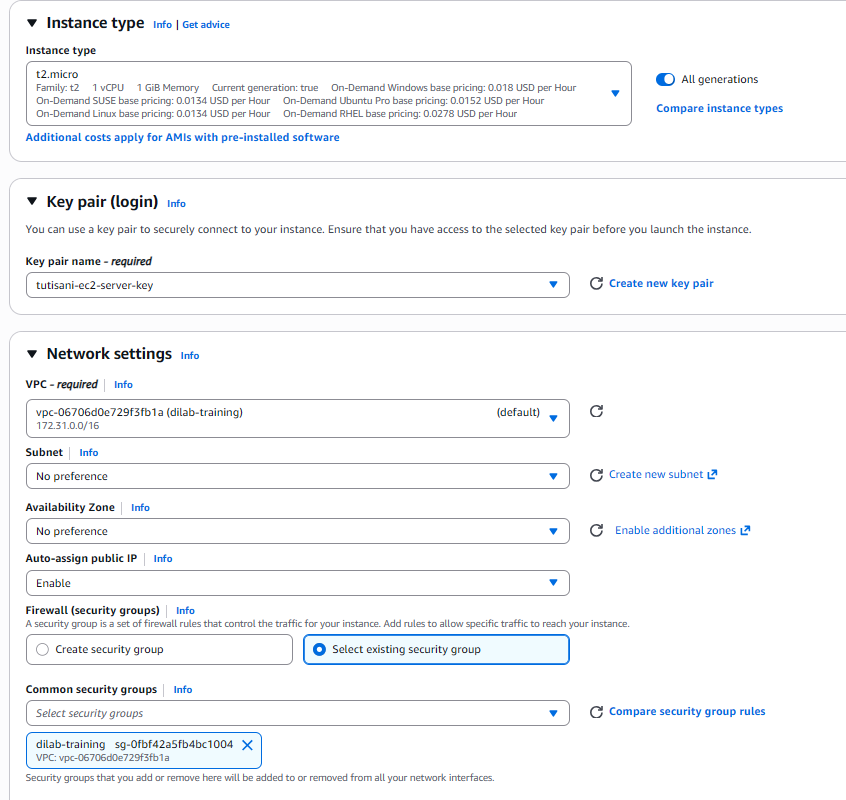 Instance type Info | Get advice
Instance type
t2.micro
Family: t2 1 vCPU 1 GiB Memory Current generation: true On-Demand Windows base pricing: 0.018 USD per Hour
On-Demand SUSE base pricing: 0.0134 USD per Hour On-Demand Ubuntu Pro base pricing: 0.0152 USD per Hour
On-Demand Linux base pricing: 0.0134 USD per Hour On-Demand RHEL base pricing: 0.0278 USD per Hour
All generations
Compare instance types
Additional costs apply for AMIs with pre-installed software
Key pair (login) Info
You can use a key pair to securely connect to your instance. Ensure that you have access to the selected key pair before you launch the instance.
Key pair name - required
tutisani-ec2-server-key
Create new key pair
Network settings Info
VPC - required Info
vpc-06706d0e729f3fb1a (dilab-training) (default)
172.31.0.0/16
Subnet Info
No preference
Create new subnet
Availability Zone Info
No preference
Enable additional zones
Auto-assign public IP Info
Enable
Firewall (security groups) Info
A security group is a set of firewall rules that control the traffic for your instance. Add rules to allow specific traffic to reach your instance.
Create security group
Select existing security group
Common security groups Info
Select security groups
Compare security group rules
dilab-training sg-0fbf42a5fb4bc1004
VPC: vpc-06706d0e729f3fb1a
Security groups that you add or remove here will be added to or removed from all your network interfaces.